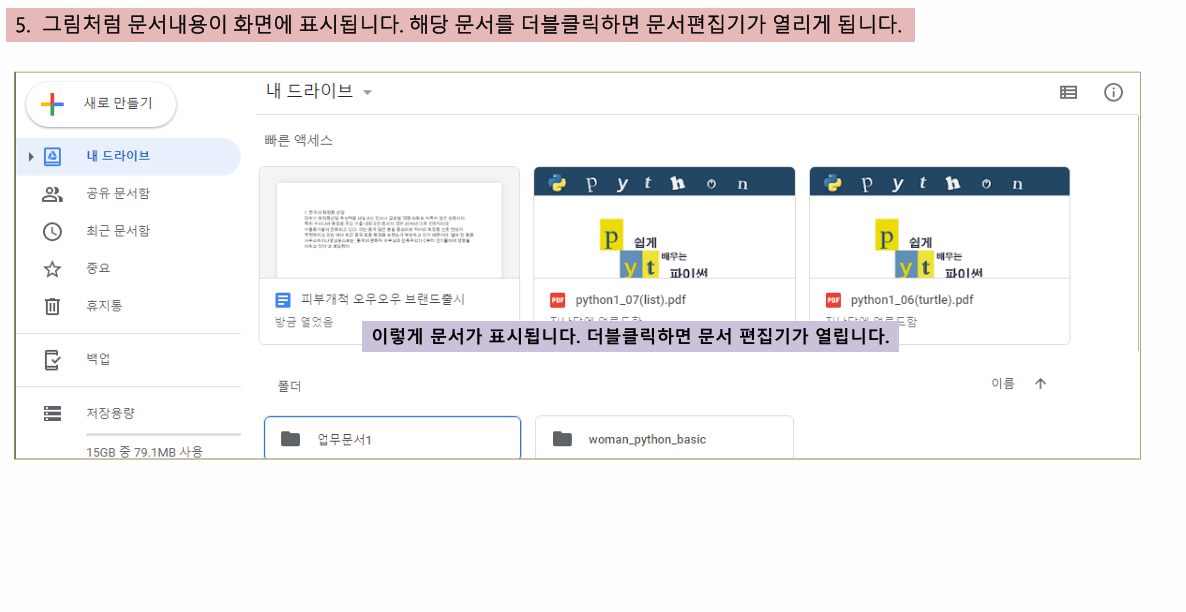 5. 그림처럼 문서내용이 화면에 표시됩니다. 해당 문서를 더블클릭하면 문서편집기가 열리게 됩니다.
새로 만들기
내 드라이브
공유 문서함
최근 문서함
중요
휴지통
백업
저장용량
15GB 중 79.1MB 사용
내 드라이브
빠른 액세스
피부개척 오우오우 브랜드출시
방금 열었음
python
쉽게
배우는
파이썬
pyt
python1_07(list).pdf
python
쉽게
배우는
파이썬
pyt
python1_06(turtle).pdf
이렇게 문서가 표시됩니다. 더블클릭하면 문서 편집기가 열립니다.
폴더
이름
업무문서1
woman_python_basic